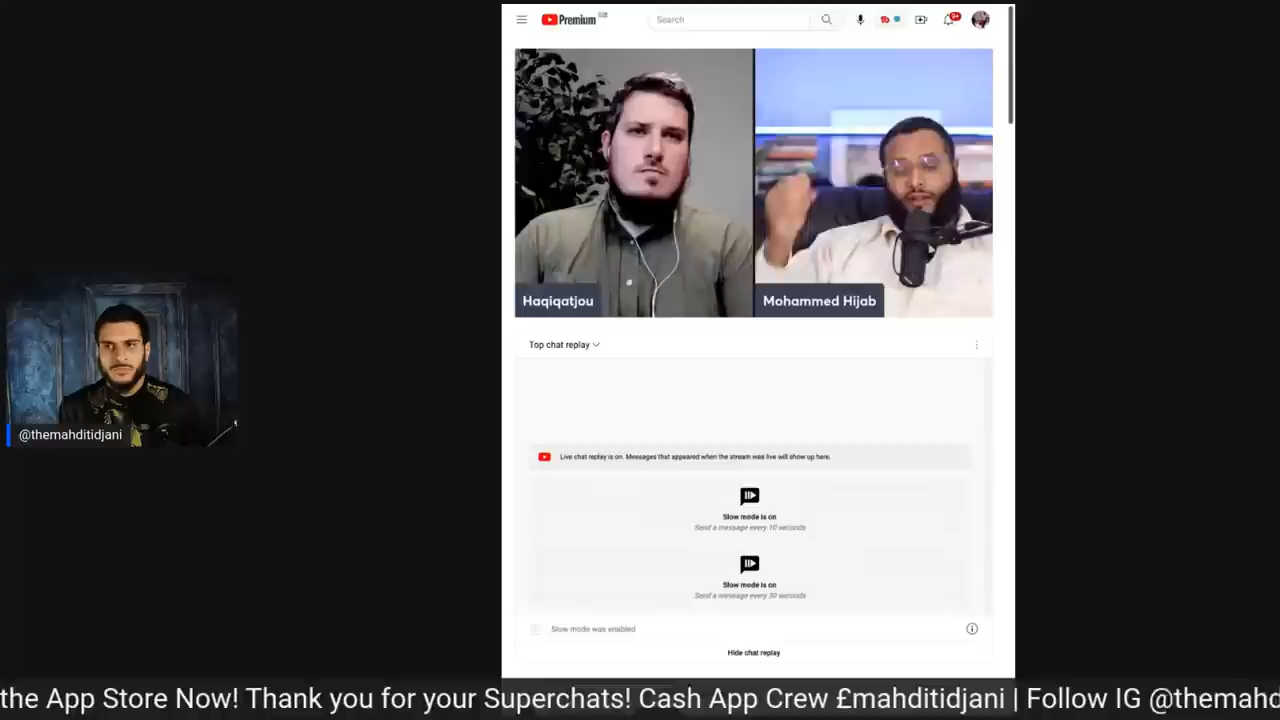 Premium GB
Search
9+
Haqiqatjou
Mohammed Hijab
@themahditidjani
Top chat replay
Live chat replay is on. Messages that appeared when the stream was live will show up here.
Slow mode is on
Send a message every 10 seconds
Slow mode is on
Send a message every 30 seconds
Slow mode was enabled
Hide chat replay
the App Store Now! Thank you for your Superchats! Cash App Crew £mahditidjani | Follow IG @themahd